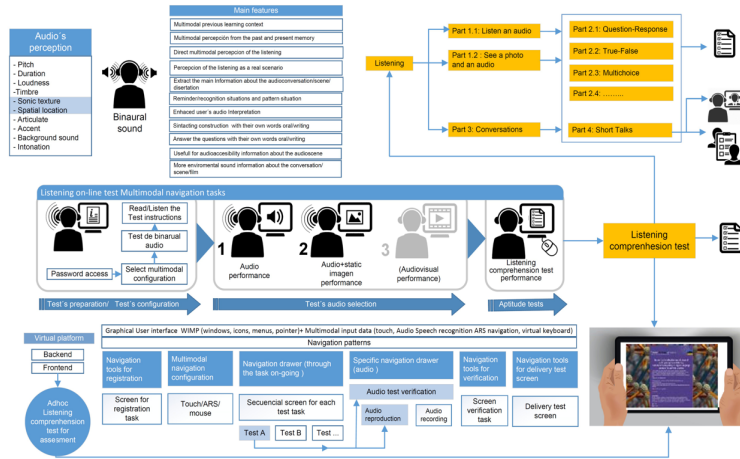 Audio´s
perception
- Pitch
- Duration
- Loudness
-Timbre
- Sonic texture
- Spatial location
- Articulate
- Accent
- Background sound
- Intonation
Binaural
sound
Main features
Multimodal previous learning context
Multimodal percepción from the past and present memory
Direct multimodal percepcion of the listening
Percepcion of the listening as a real scenario
Extract the main Information about the audioconversation/scene/
disertation
Reminder/recognition situations and pattern situation
Enhaced user´s audio Interpretation
Sintacting construction with their own words oral/writing
Answer the questions with their own words oral/writing
Usefull for audioaccesibility information about the audioscene
More enviromental sound information about the conversation/
scene/film
Listening
Part 1.1: Listen an audio
Part 1.2 : See a photo
and an audio
Part 3: Conversations
Part 2.1: Question-Response
Part 2.2: True-False
Part 2.3: Multichoice
Part 2.4: ………
Part 4: Short Talks
Listening on-line test Multimodal navigation tasks
Read/Listen the
Test instructions
Test de binarual
audio
Password access
Select multimodal
configuration
1
Audio
performance
2
Audio+static
imagen
performance
3
(Audiovisual
performance)
Listening
comprehension test
performance
Test´s preparation/ Test´s configuration
Test´s audio selection
Aptitude tests
Listening
comprenhesion test
Virtual platform
Backend
Frontend
Adhoc
Listening
comprenhension
test for
assesment
Graphical User interface WIMP (windows, icons, menus, pointer)+ Multimodal input data (touch, Audio Speech recognition ARS navigation, virtual keyboard)
Navigation patterns
Navigation
tools for
registration
Multimodal
navigation
configuration
Navigation drawer (through
the task on-going )
Specific navigation drawer
(audio )
Navigation
tools for
verification
Navigation tools
for delivery test
screen
Screen for
registration
task
Touch/ARS/
mouse
Secuencial screen for each
test task
Test A
Test B
Test ...
Audio test verification
Audio
reproduction
Audio
recording
Screen
verification
task
Delivery test
screen